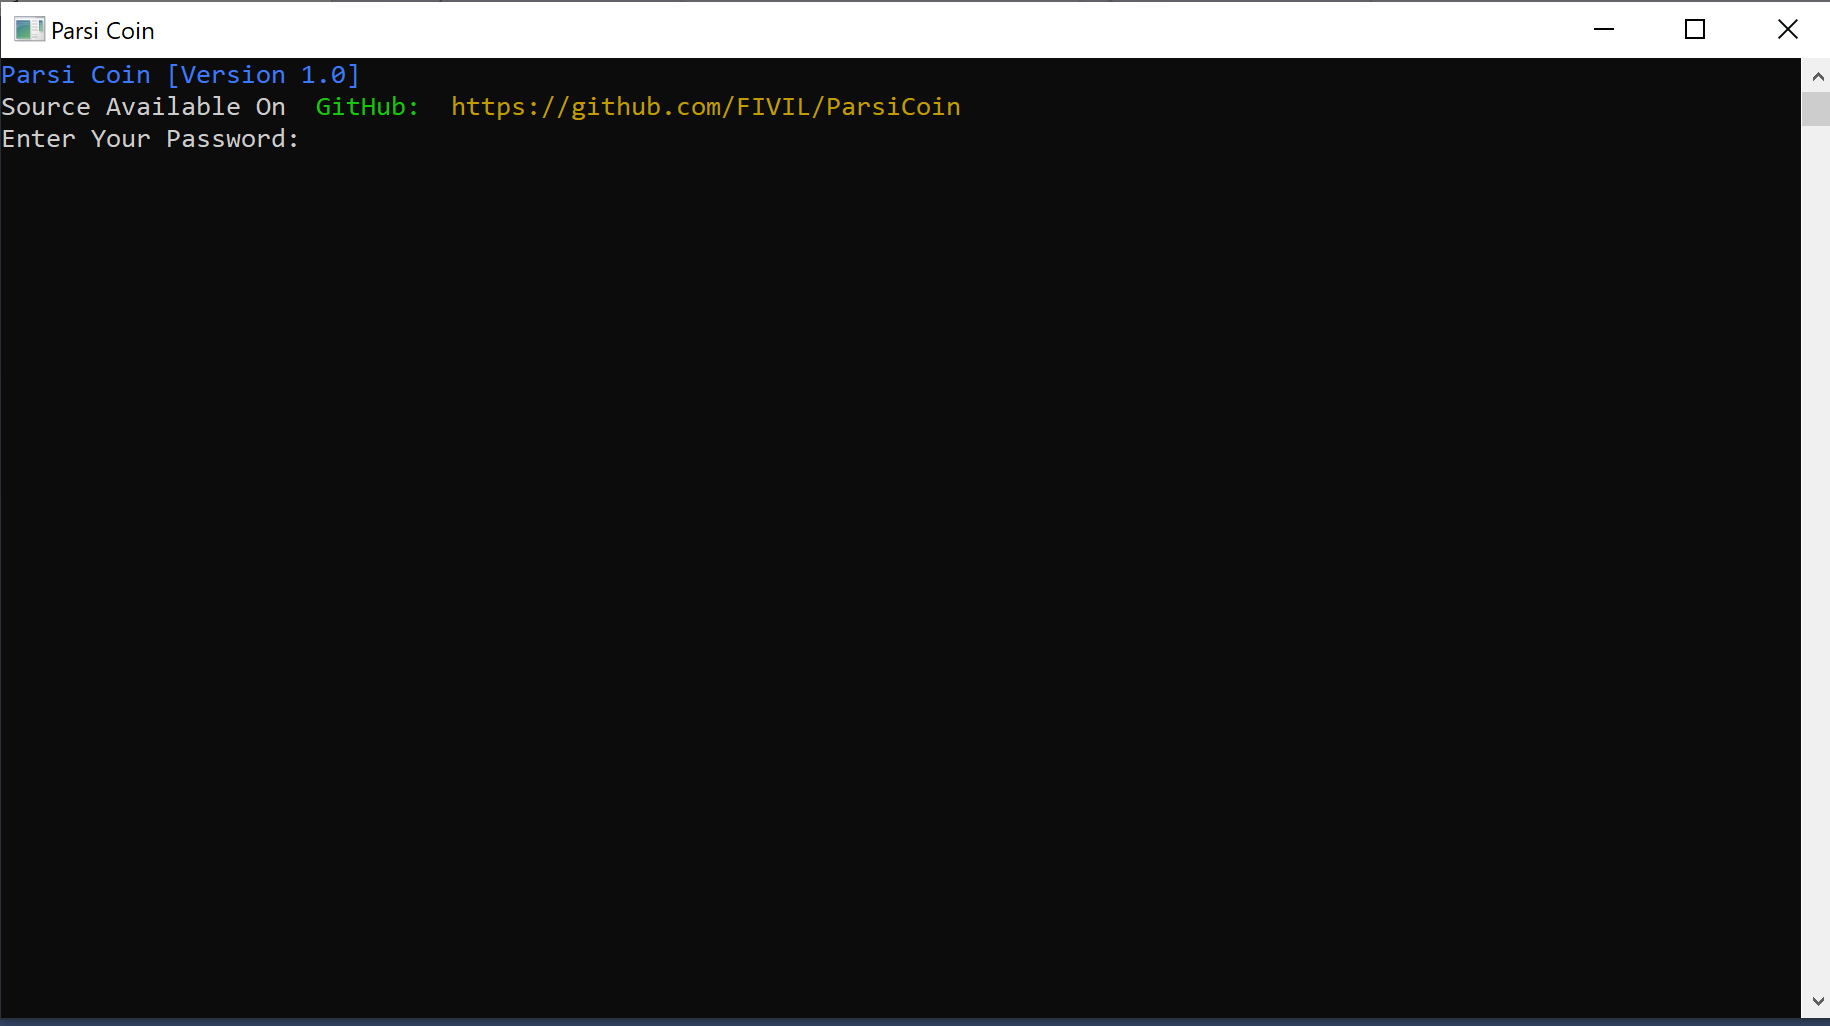 Parsi Coin
Parsi Coin [Version 1.0]
Source Available On  GitHub:  https://github.com/FIVIL/ParsiCoin
Enter Your Password: